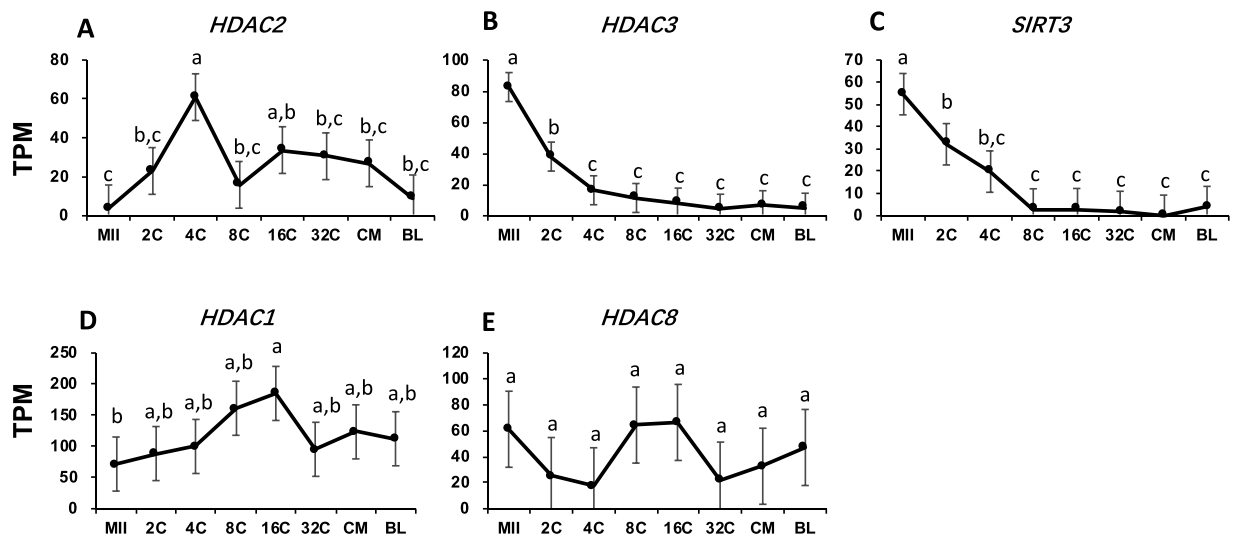 A HDAC2
80
60
40
20
0
TPM
c b,c a b,c a,b b,c b,c b,c
MII 2C 4C 8C 16C 32C CM BL
B HDAC3
100
80
60
40
20
0
a b c c c c c c
MII 2C 4C 8C 16C 32C CM BL
C SIRT3
70
60
50
40
30
20
10
0
a b b,c c c c c c
MII 2C 4C 8C 16C 32C CM BL
D HDAC1
250
200
150
100
50
0
TPM
b a,b a,b a,b a a,b a,b a,b
MII 2C 4C 8C 16C 32C CM BL
E HDAC8
120
100
80
60
40
20
0
a a a a a a a a
MII 2C 4C 8C 16C 32C CM BL